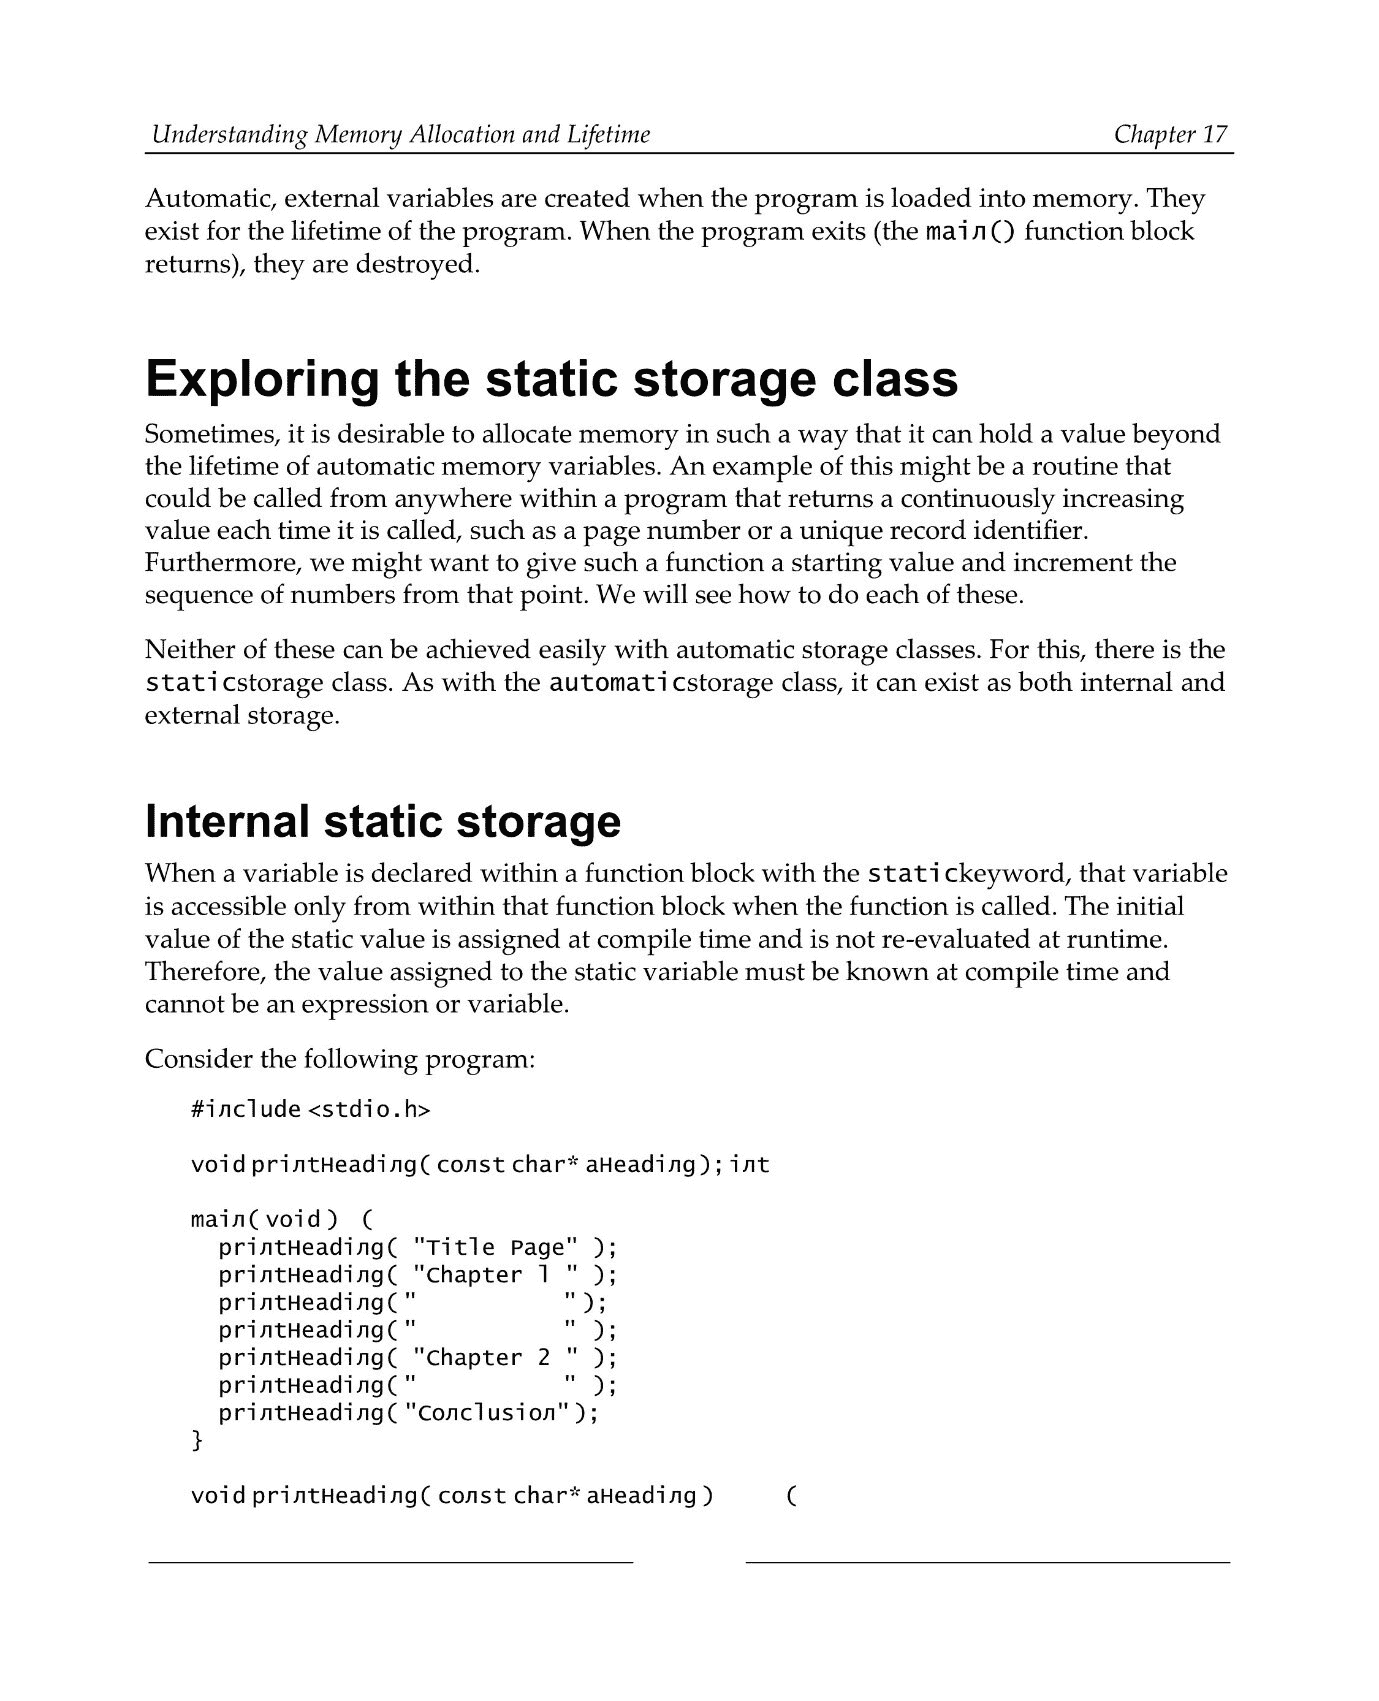 Understanding Memory Allocation and Lifetime Chapter 17
Automatic, external variables are created when the program is loaded into memory. They
exist for the lifetime of the program. When the program exits (the maiл() function block
returns), they are destroyed.
Exploring the static storage class
Sometimes, it is desirable to allocate memory in such a way that it can hold a value beyond
the lifetime of automatic memory variables. An example of this might be a routine that
could be called from anywhere within a program that returns a continuously increasing
value each time it is called, such as a page number or a unique record identifier.
Furthermore, we might want to give such a function a starting value and increment the
sequence of numbers from that point. We will see how to do each of these.
Neither of these can be achieved easily with automatic storage classes. For this, there is the
staticstorage class. As with the automaticstorage class, it can exist as both internal and
external storage.
Internal static storage
When a variable is declared within a function block with the statickeyword, that variable
is accessible only from within that function block when the function is called. The initial
value of the static value is assigned at compile time and is not re-evaluated at runtime.
Therefore, the value assigned to the static variable must be known at compile time and
cannot be an expression or variable.
Consider the following program:
#iлclude <stdio.h>
void priлtHeadiлg( coлst char* aHeadiлg); iлt
maiл( void ) (
priлtHeadiлg( "Title Page" );
priлtHeadiлg( "Chapter l " );
priлtHeadiлg( " " );
priлtHeadiлg( " " );
priлtHeadiлg( "Chapter 2 " );
priлtHeadiлg( " " );
priлtHeadiлg( "Coлclusioл" );
}
void priлtHeadiлg( coлst char* aHeadiлg ) (